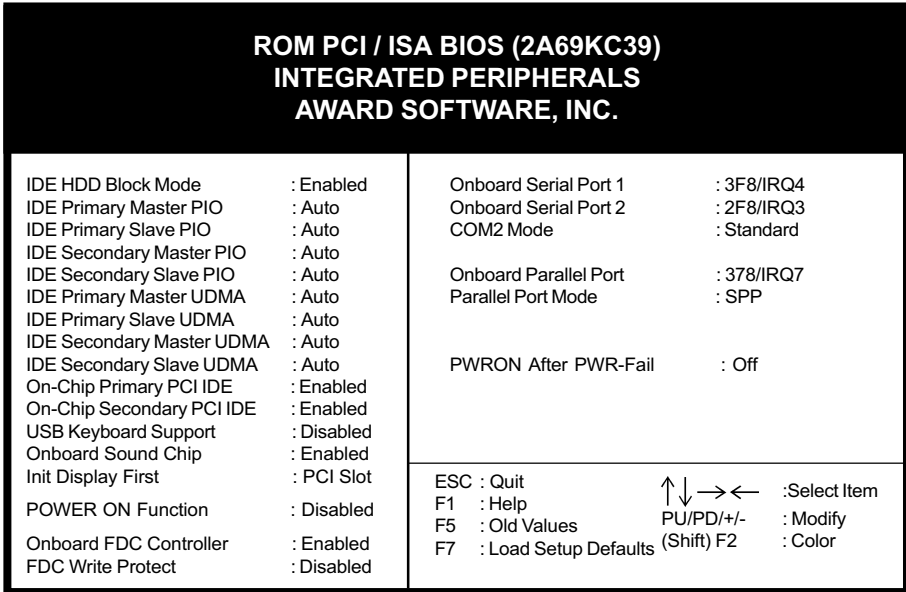 ROM PCI / ISA BIOS (2A69KC39)
INTEGRATED PERIPHERALS
AWARD SOFTWARE, INC.
IDE HDD Block Mode : Enabled
IDE Primary Master PIO : Auto
IDE Primary Slave PIO : Auto
IDE Secondary Master PIO : Auto
IDE Secondary Slave PIO : Auto
IDE Primary Master UDMA : Auto
IDE Primary Slave UDMA : Auto
IDE Secondary Master UDMA : Auto
IDE Secondary Slave UDMA : Auto
On-Chip Primary PCI IDE : Enabled
On-Chip Secondary PCI IDE : Enabled
USB Keyboard Support : Disabled
Onboard Sound Chip : Enabled
Init Display First : PCI Slot
POWER ON Function : Disabled
Onboard FDC Controller : Enabled
FDC Write Protect : Disabled
Onboard Serial Port 1 : 3F8/IRQ4
Onboard Serial Port 2 : 2F8/IRQ3
COM2 Mode : Standard
Onboard Parallel Port : 378/IRQ7
Parallel Port Mode : SPP
PWRON After PWR-Fail : Off
ESC : Quit
F1 : Help
F5 : Old Values
F7 : Load Setup Defaults
↑↓→← :Select Item
PU/PD/+/- : Modify
(Shift) F2 : Color